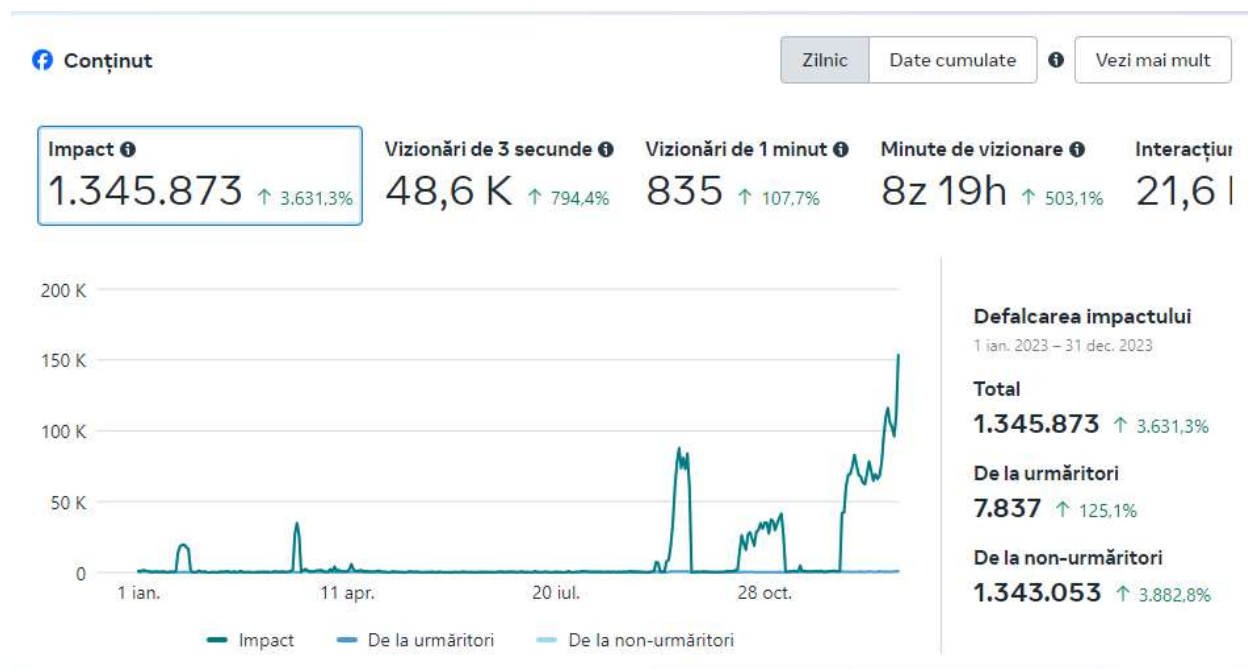 Conținut
Zilnic Date cumulate Vezi mai mult
Impact Vizionări de 3 secunde Vizionări de 1 minut Minute de vizionare
1.345.873 ↑ 3.631,3% 48,6 K ↑ 794,4% 835 ↑ 107,7% 8z 19h ↑ 503,1% 21,6
200 K
150 K
100 K
50 K
0
1 ian. 11 apr. 20 iul. 28 oct.
Impact De la urmăritori De la non-urmăritori
Defalcarea impactului
1 ian. 2023 – 31 dec. 2023
Total
1.345.873 ↑ 3.631,3%
De la urmăritori
7.837 ↑ 125,1%
De la non-urmăritori
1.343.053 ↑ 3.882,8%